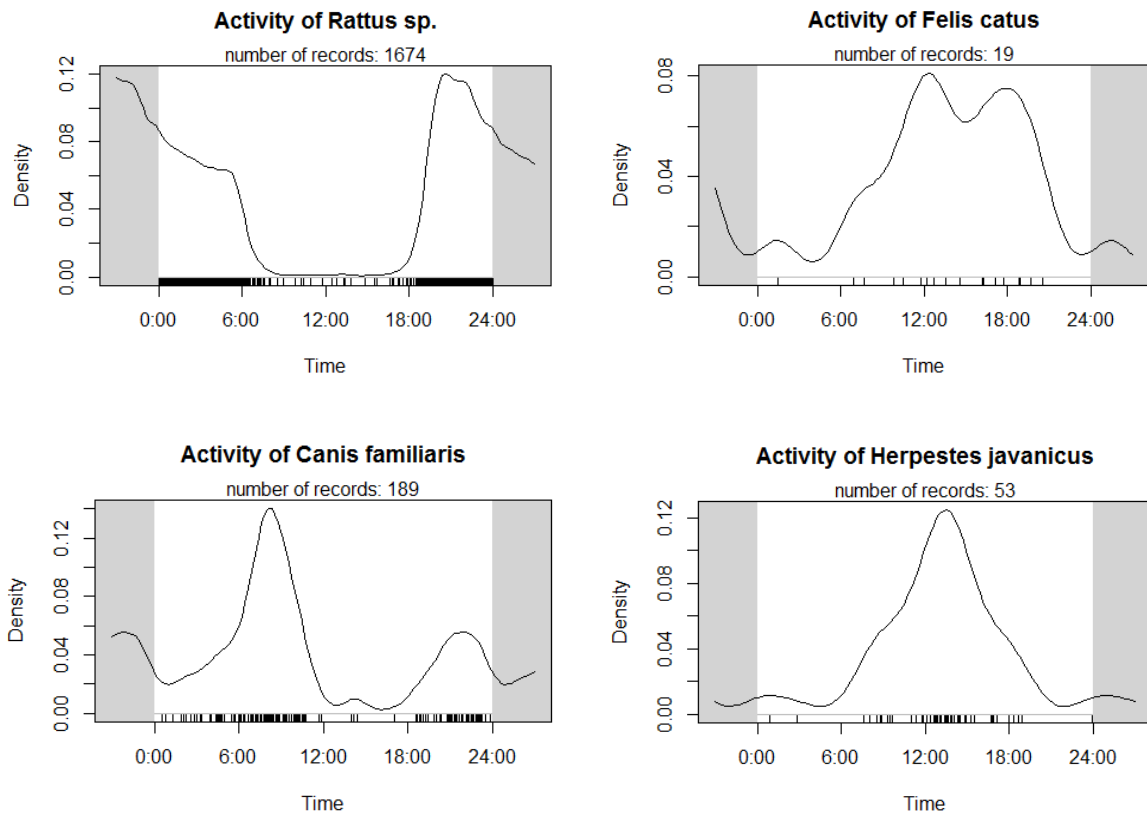 Activity of Rattus sp.
number of records: 1674
Density
0.00
0.04
0.08
0.12
0:00 6:00 12:00 18:00 24:00
Time
Activity of Felis catus
number of records: 19
Density
0.00
0.04
0.08
0:00 6:00 12:00 18:00 24:00
Time
Activity of Canis familiaris
number of records: 189
Density
0.00
0.04
0.08
0.12
0:00 6:00 12:00 18:00 24:00
Time
Activity of Herpestes javanicus
number of records: 53
Density
0.00
0.04
0.08
0.12
0:00 6:00 12:00 18:00 24:00
Time